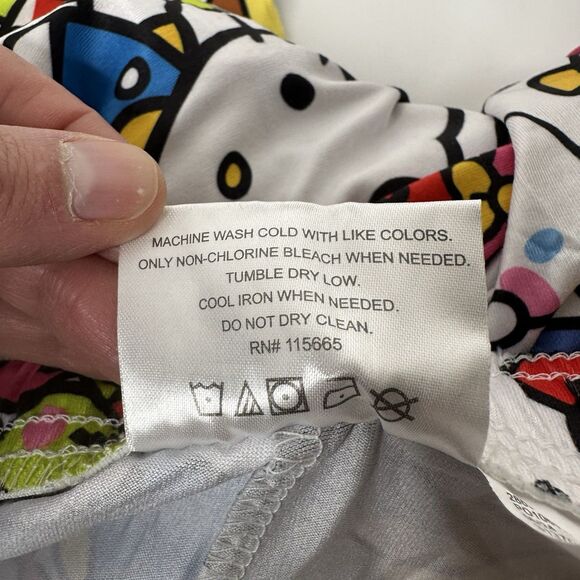 MACHINE WASH COLD WITH LIKE COLORS.
ONLY NON-CHLORINE BLEACH WHEN NEEDED.
TUMBLE DRY LOW.
COOL IRON WHEN NEEDED.
DO NOT DRY CLEAN.
RN# 115665